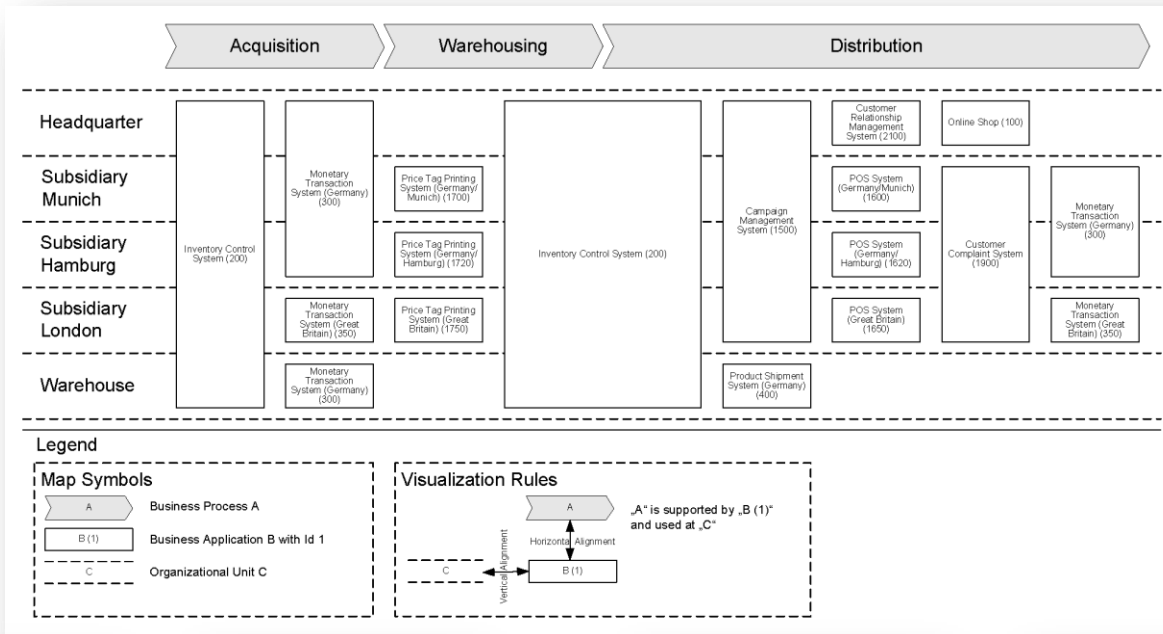 Acquisition
Warehousing
Distribution
Headquarter
Customer
Relationship
Management
System (2100)
Online Shop (100)
Subsidiary
Munich
Monetary
Transaction
System (Germany)
(300)
Price Tag Printing
System (Germany/
Munich) (1700)
POS System
(Germany/Munich)
(1600)
Campaign
Management
System (1500)
Monetary
Transaction
System (Germany)
(300)
Subsidiary
Hamburg
Inventory Control
System (200)
Price Tag Printing
System (Germany/
Hamburg) (1720)
Inventory Control System (200)
POS System
(Germany/
Hamburg) (1620)
Customer
Complaint System
(1900)
Subsidiary
London
Monetary
Transaction
System (Great
Britain) (350)
Price Tag Printing
System (Great
Britain) (1750)
POS System
(Great Britain)
(1650)
Monetary
Transaction
System (Great
Britain) (350)
Warehouse
Monetary
Transaction
System (Germany)
(300)
Product Shipment
System (Germany)
(400)
Legend
Map Symbols
A
Business Process A
B (1)
Business Application B with Id 1
C
Organizational Unit C
Visualization Rules
A
„A“ is supported by „B (1)“
and used at „C“
Horizontal Alignment
C
Vertical Alignment
B (1)